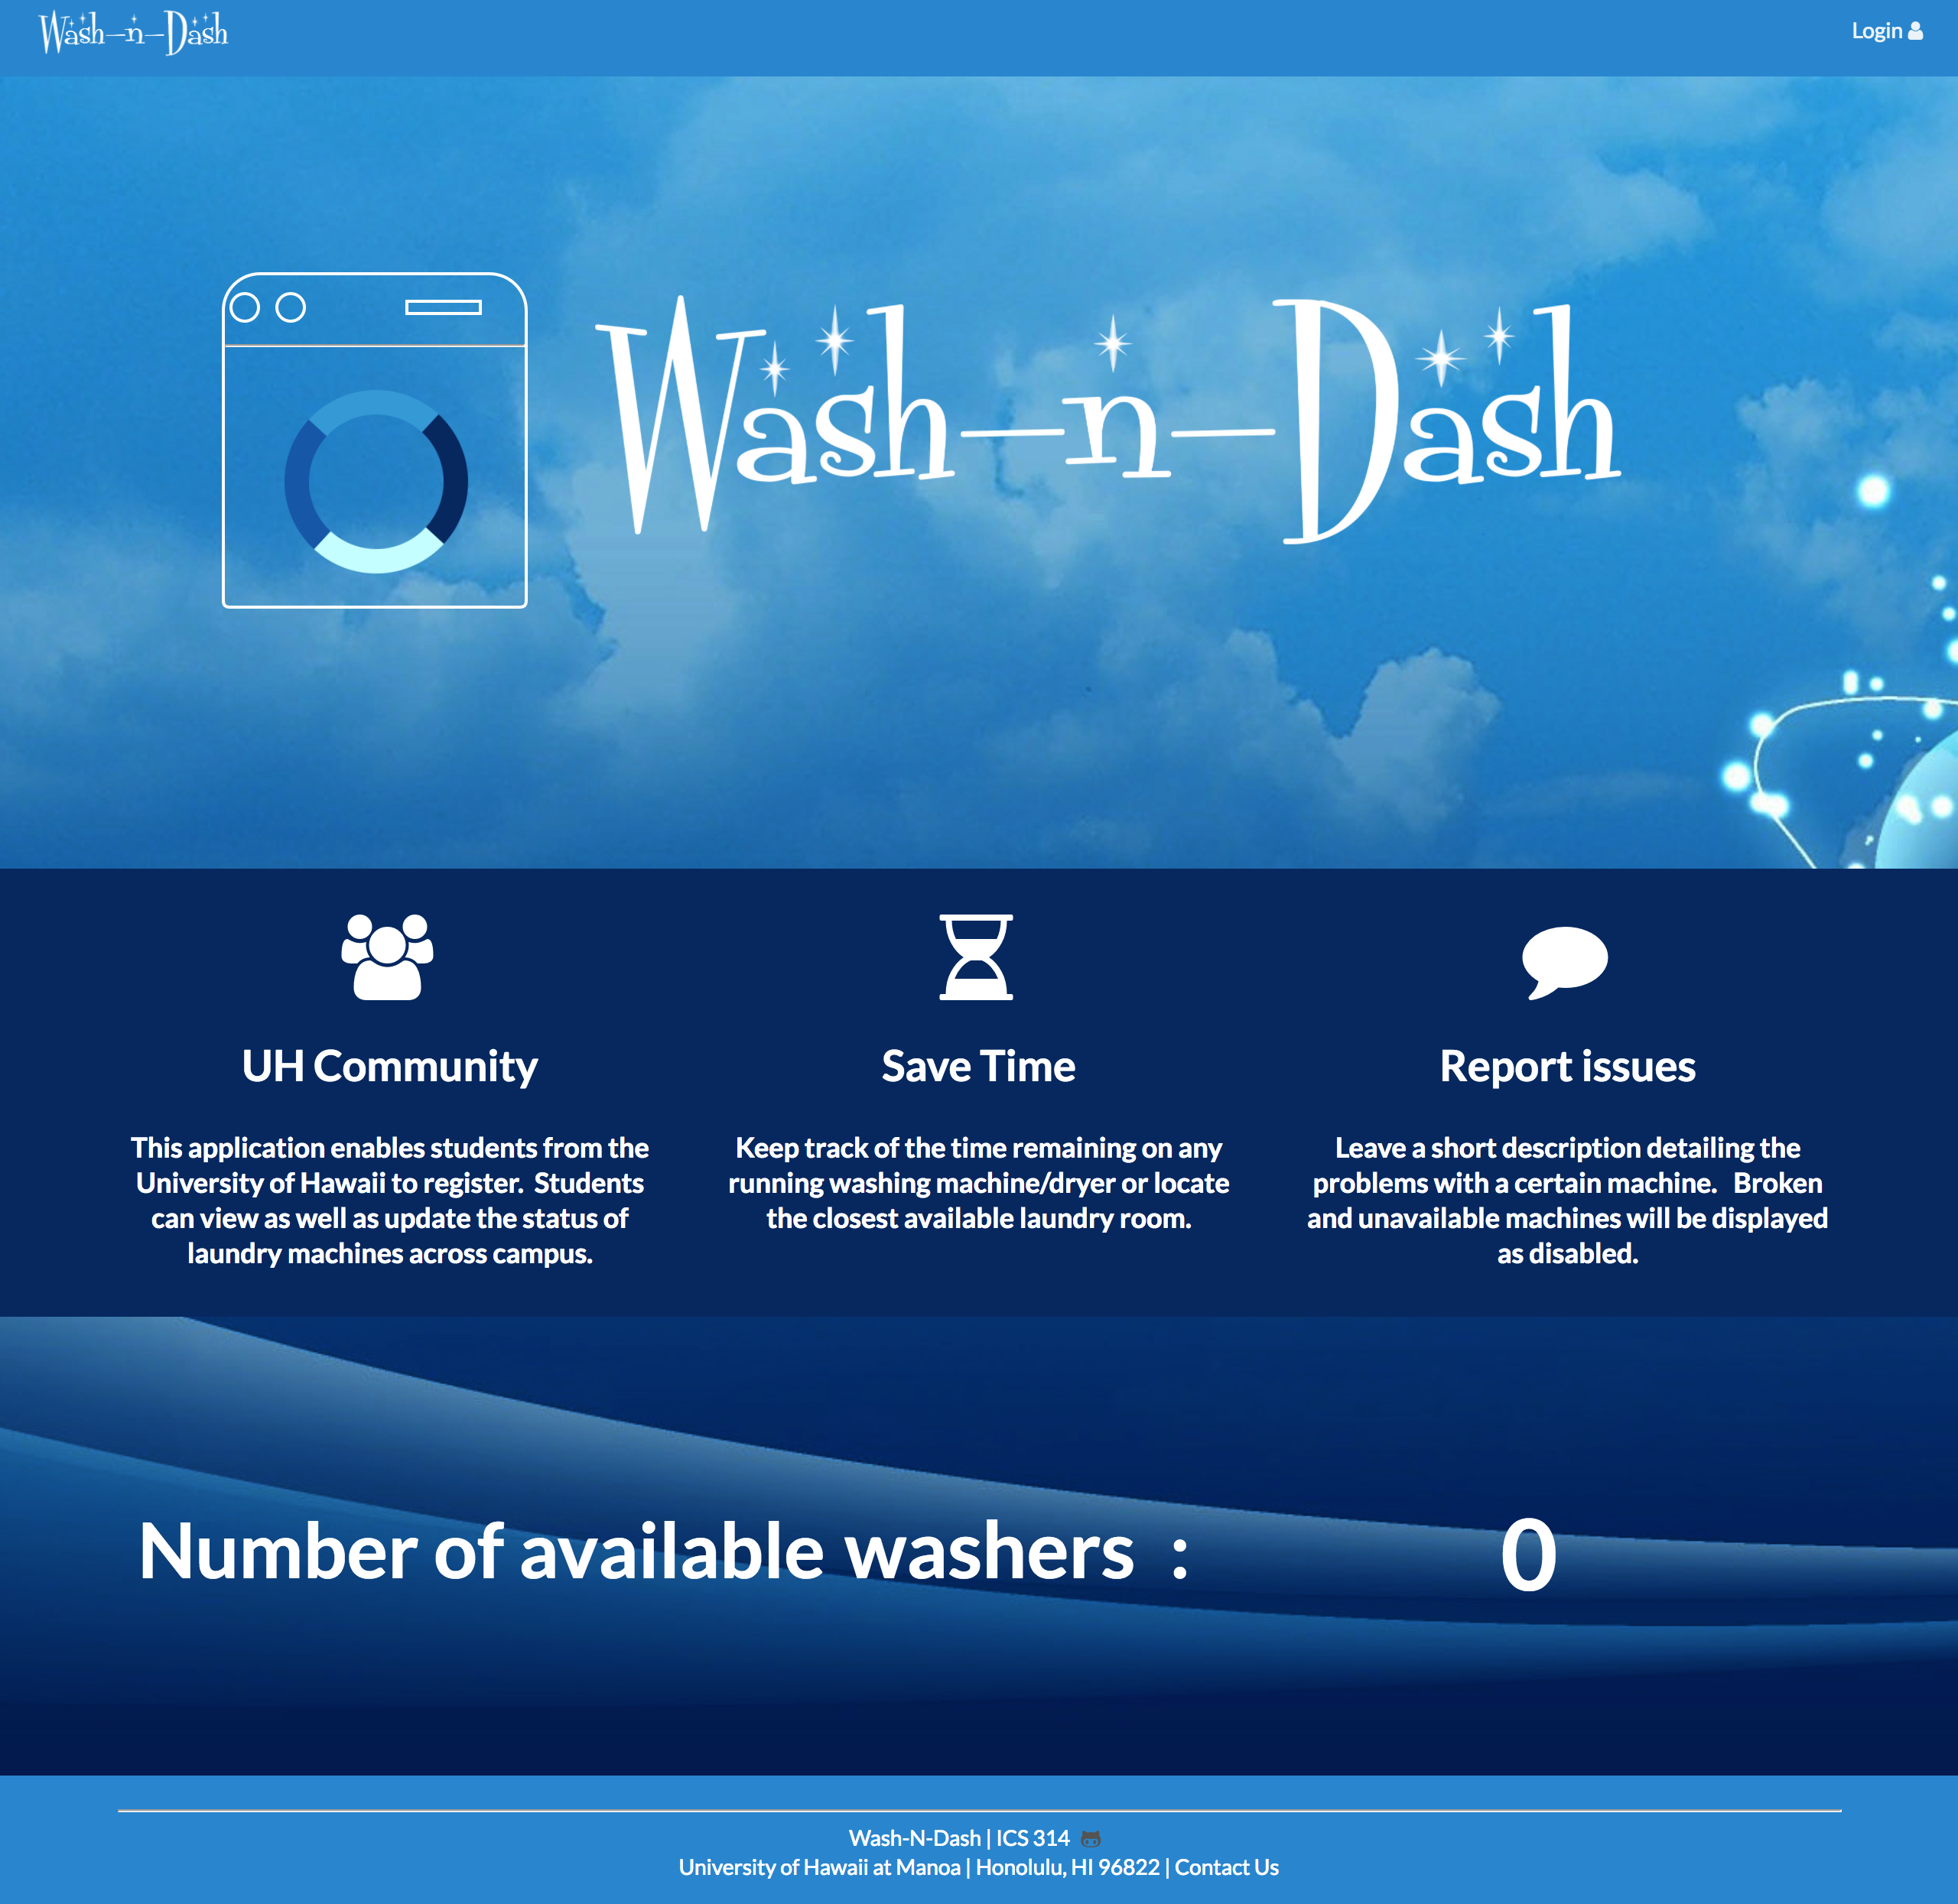 Wash-n-Dash
Login
Wash-n-Dash
UH Community
This application enables students from the
University of Hawaii to register. Students
can view as well as update the status of
laundry machines across campus.
Save Time
Keep track of the time remaining on any
running washing machine/dryer or locate
the closest available laundry room.
Report issues
Leave a short description detailing the
problems with a certain machine. Broken
and unavailable machines will be displayed
as disabled.
Number of available washers : 0
Wash-N-Dash | ICS 314
University of Hawaii at Manoa | Honolulu, HI 96822 | Contact Us